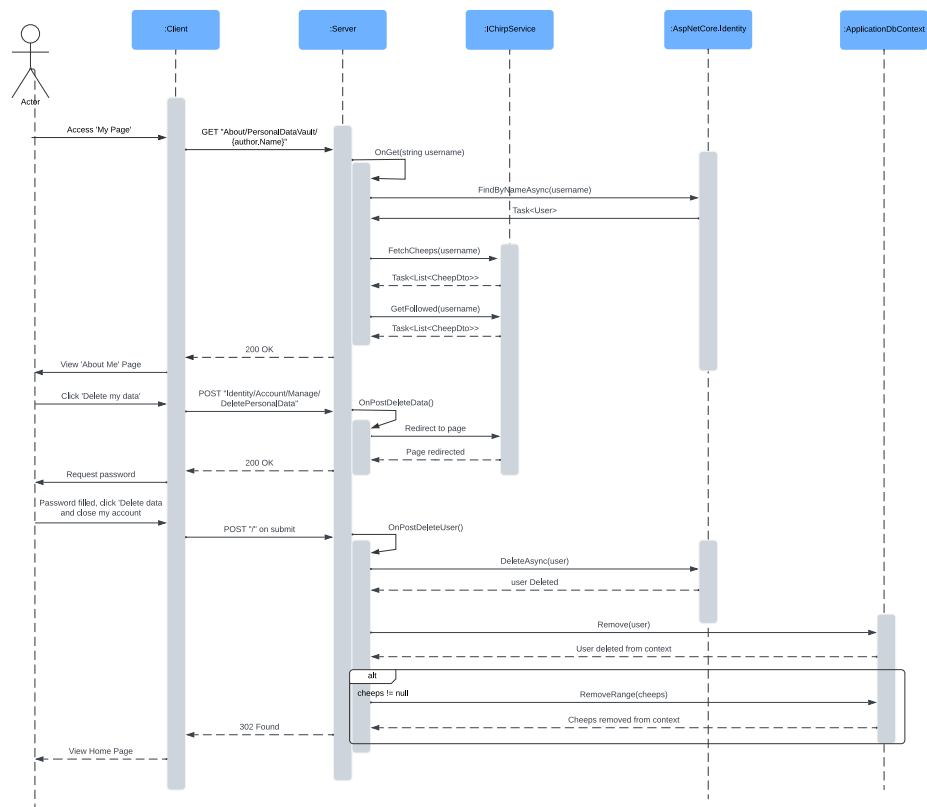 :Client
:Server
:IChirpService
:AspNetCore.Identity
:ApplicationDbContext
Actor
Access 'My Page'
GET "About/PersonalDataVault/
{author.Name}"
OnGet(string username)
FindByNameAsync(username)
Task<User>
FetchCheeps(username)
Task<List<CheepDto>>
GetFollowed(username)
Task<List<CheepDto>>
200 OK
View 'About Me' Page
Click 'Delete my data'
POST "Identity/Account/Manage/
DeletePersonalData"
OnPostDeleteData()
Redirect to page
Page redirected
200 OK
Request password
Password filled, click 'Delete data
and close my account
POST "/" on submit
OnPostDeleteUser()
DeleteAsync(user)
user Deleted
Remove(user)
User deleted from context
alt
cheeps != null
RemoveRange(cheeps)
Cheeps removed from context
302 Found
View Home Page